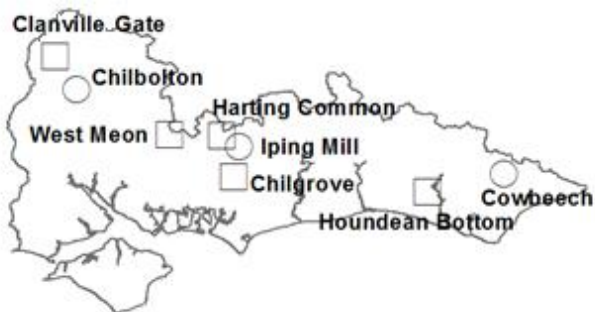 Clanville Gate
Chilbolton
Harting Common
West Meon
Iping Mill
Chilgrove
Cowbeech
Houndean Bottom